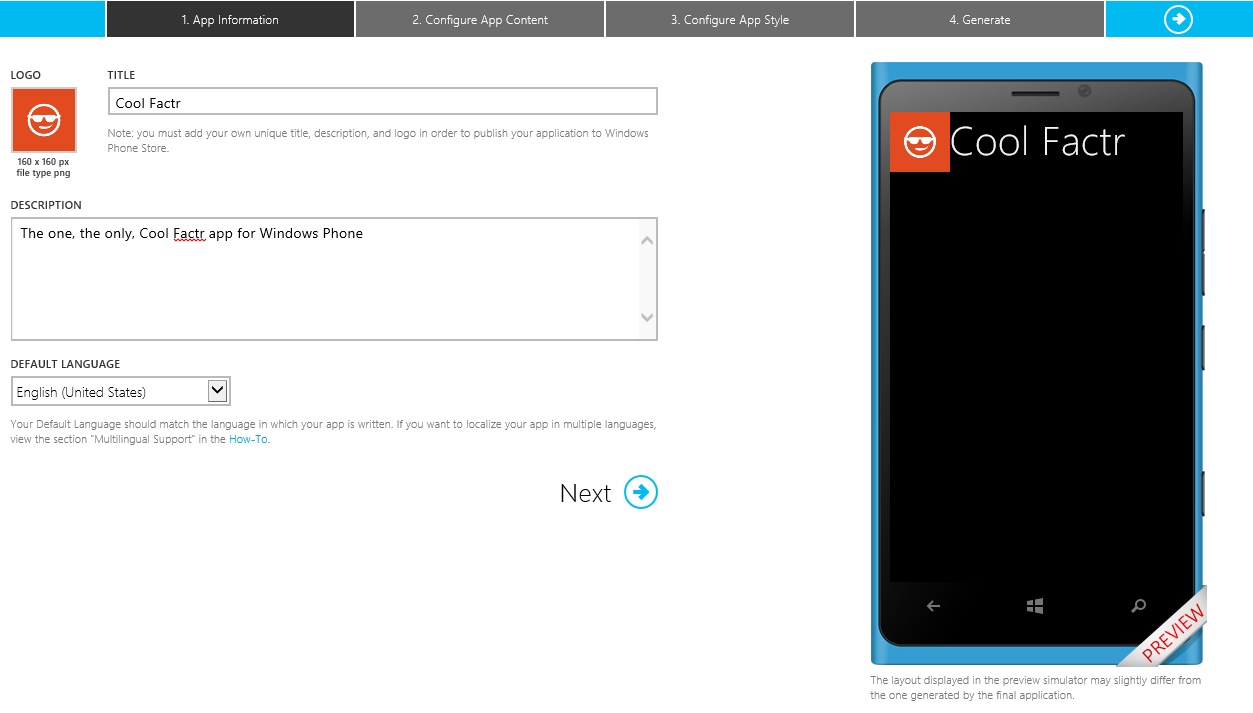 1. App Information
2. Configure App Content
3. Configure App Style
4. Generate
LOGO
TITLE
Cool Factr
Note: you must add your own unique title, description, and logo in order to publish your application to Windows
Phone Store.
160 x 160 px
file type png
DESCRIPTION
The one, the only, Cool Factr app for Windows Phone
DEFAULT LANGUAGE
English (United States)
Your Default Language should match the language in which your app is written. If you want to localize your app in multiple languages,
view the section "Multilingual Support" in the How-To.
Next
Cool Factr
PREVIEW
The layout displayed in the preview simulator may slightly differ from
the one generated by the final application.